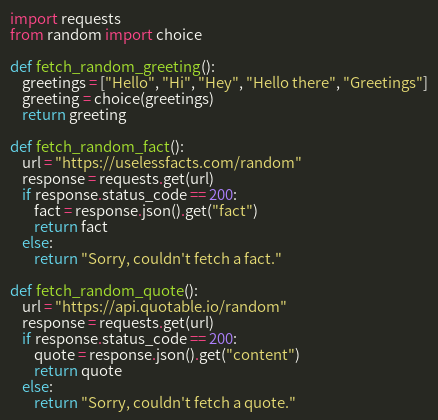 import requests
from random import choice

def fetch_random_greeting():
    greetings = ["Hello", "Hi", "Hey", "Hello there", "Greetings"]
    greeting = choice(greetings)
    return greeting

def fetch_random_fact():
    url = "https://uselessfacts.com/random"
    response = requests.get(url)
    if response.status_code == 200:
        fact = response.json().get("fact")
        return fact
    else:
        return "Sorry, couldn't fetch a fact."

def fetch_random_quote():
    url = "https://api.quotable.io/random"
    response = requests.get(url)
    if response.status_code == 200:
        quote = response.json().get("content")
        return quote
    else:
        return "Sorry, couldn't fetch a quote."